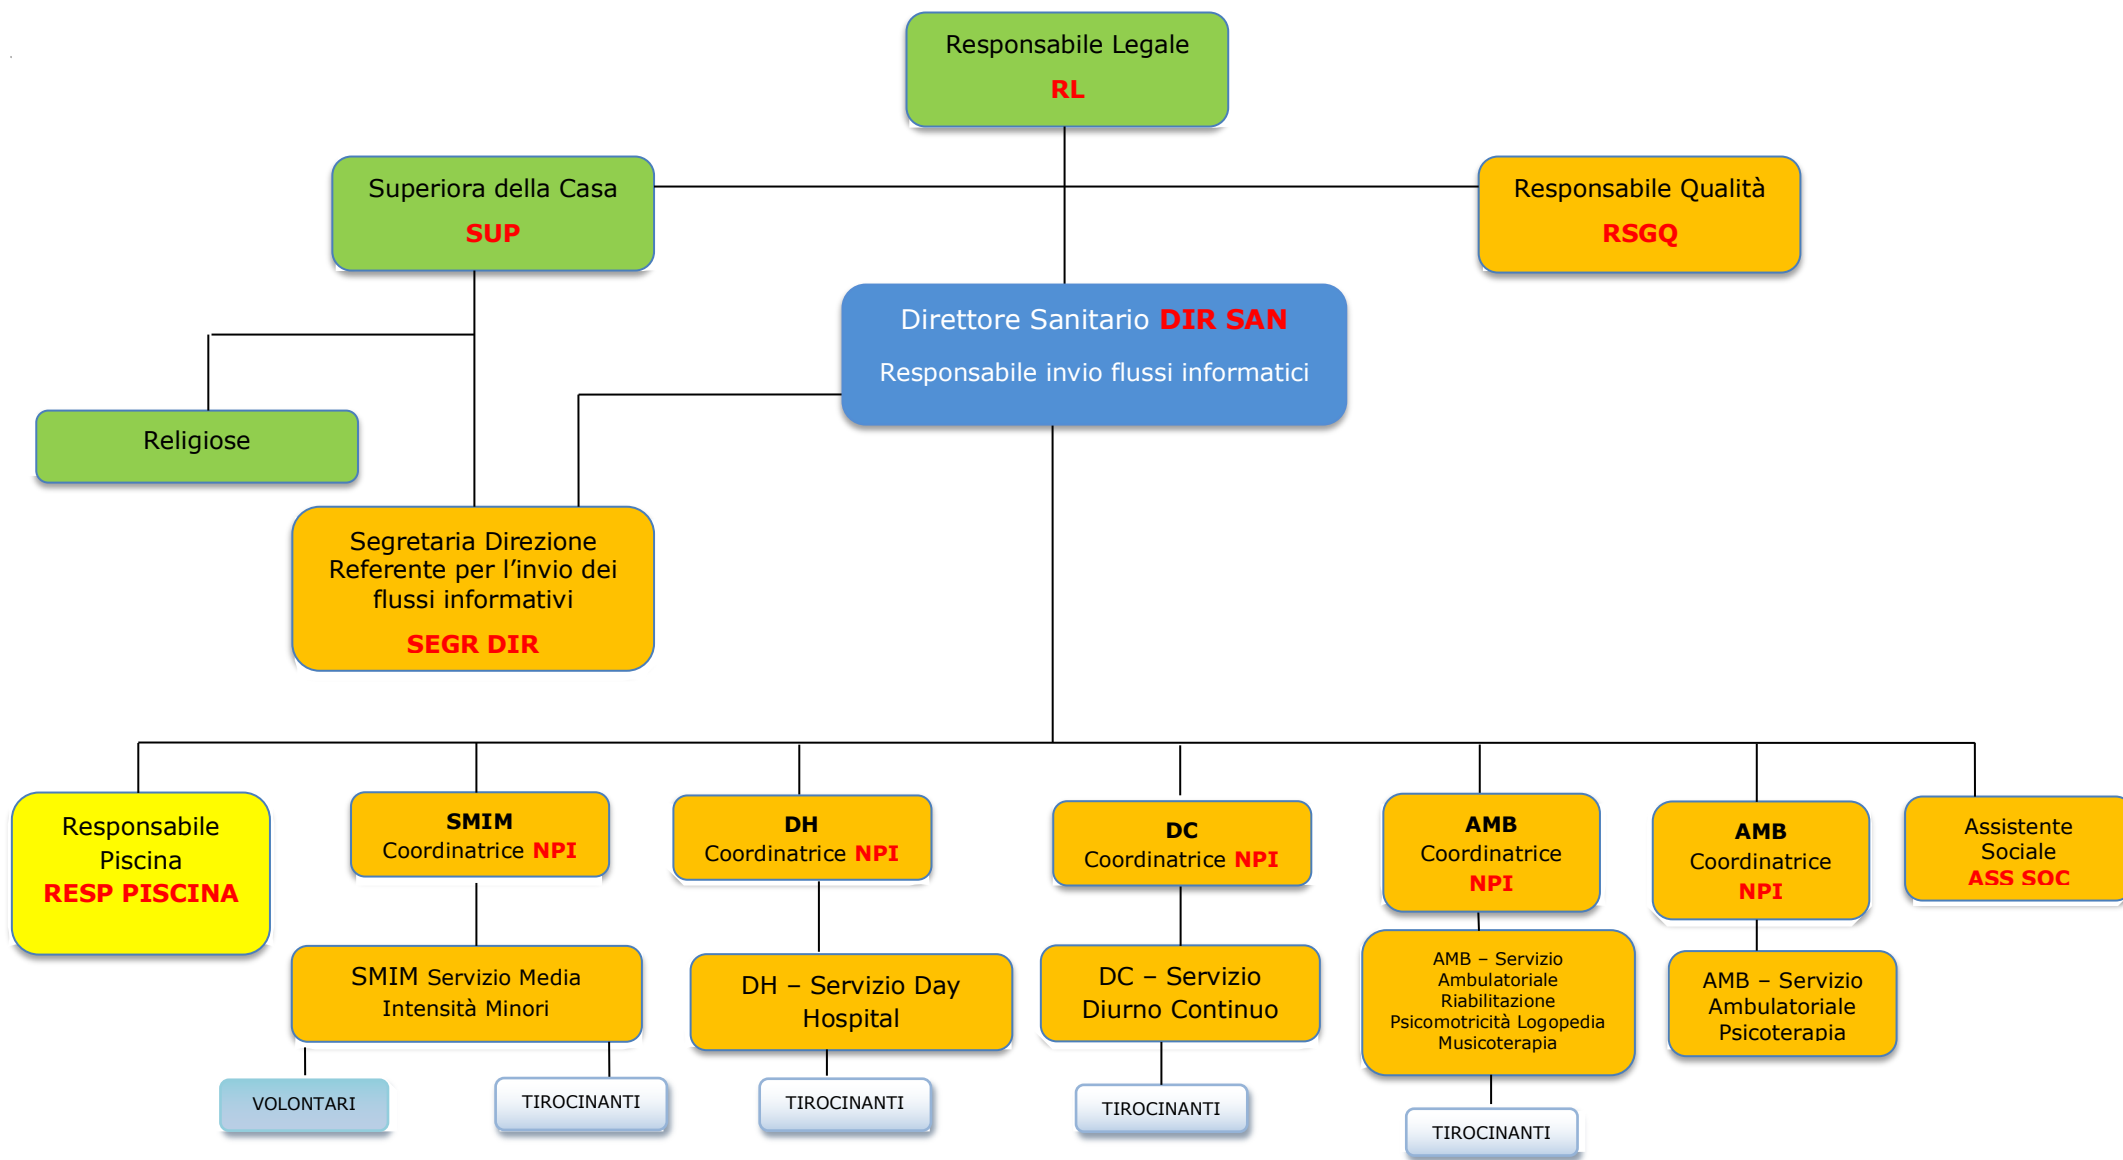 Responsabile Legale
RL
Superiora della Casa
SUP
Responsabile Qualità
RSGQ
Direttore Sanitario DIR SAN
Responsabile invio flussi informatici
Religiose
Segretaria Direzione
Referente per l'invio dei
flussi informativi
SEGR DIR
Responsabile
Piscina
RESP PISCINA
SMIM
Coordinatrice NPI
DH
Coordinatrice NPI
DC
Coordinatrice NPI
AMB
Coordinatrice
NPI
AMB
Coordinatrice
NPI
Assistente
Sociale
ASS SOC
SMIM Servizio Media
Intensità Minori
DH – Servizio Day
Hospital
DC – Servizio
Diurno Continuo
AMB – Servizio
Ambulatoriale
Riabilitazione
Psicomotricità Logopedia
Musicoterapia
AMB – Servizio
Ambulatoriale
Psicoterapia
VOLONTARI
TIROCINANTI
TIROCINANTI
TIROCINANTI
TIROCINANTI